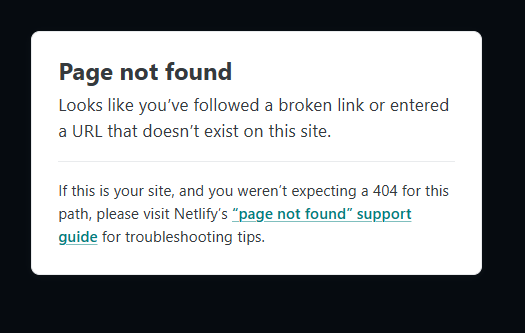 Page not found
Looks like you’ve followed a broken link or entered
a URL that doesn’t exist on this site.
If this is your site, and you weren’t expecting a 404 for this
path, please visit Netlify’s “page not found” support
guide for troubleshooting tips.